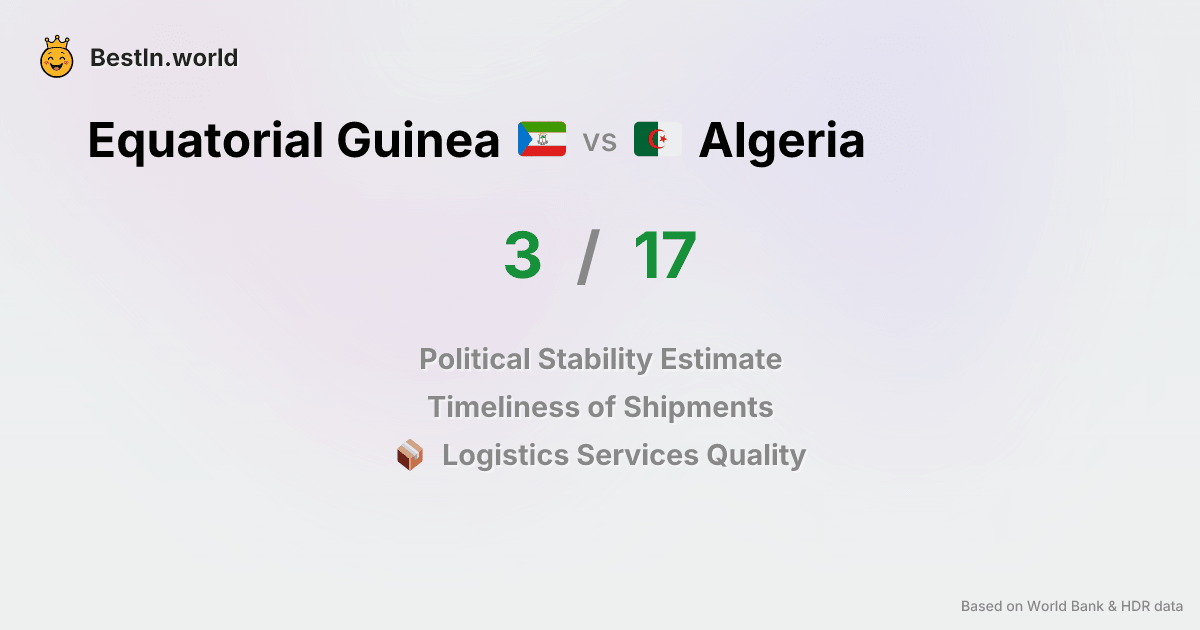 BestIn.world
Equatorial Guinea vs Algeria
3 / 17
Political Stability Estimate
Timeliness of Shipments
Logistics Services Quality
Based on World Bank & HDR data